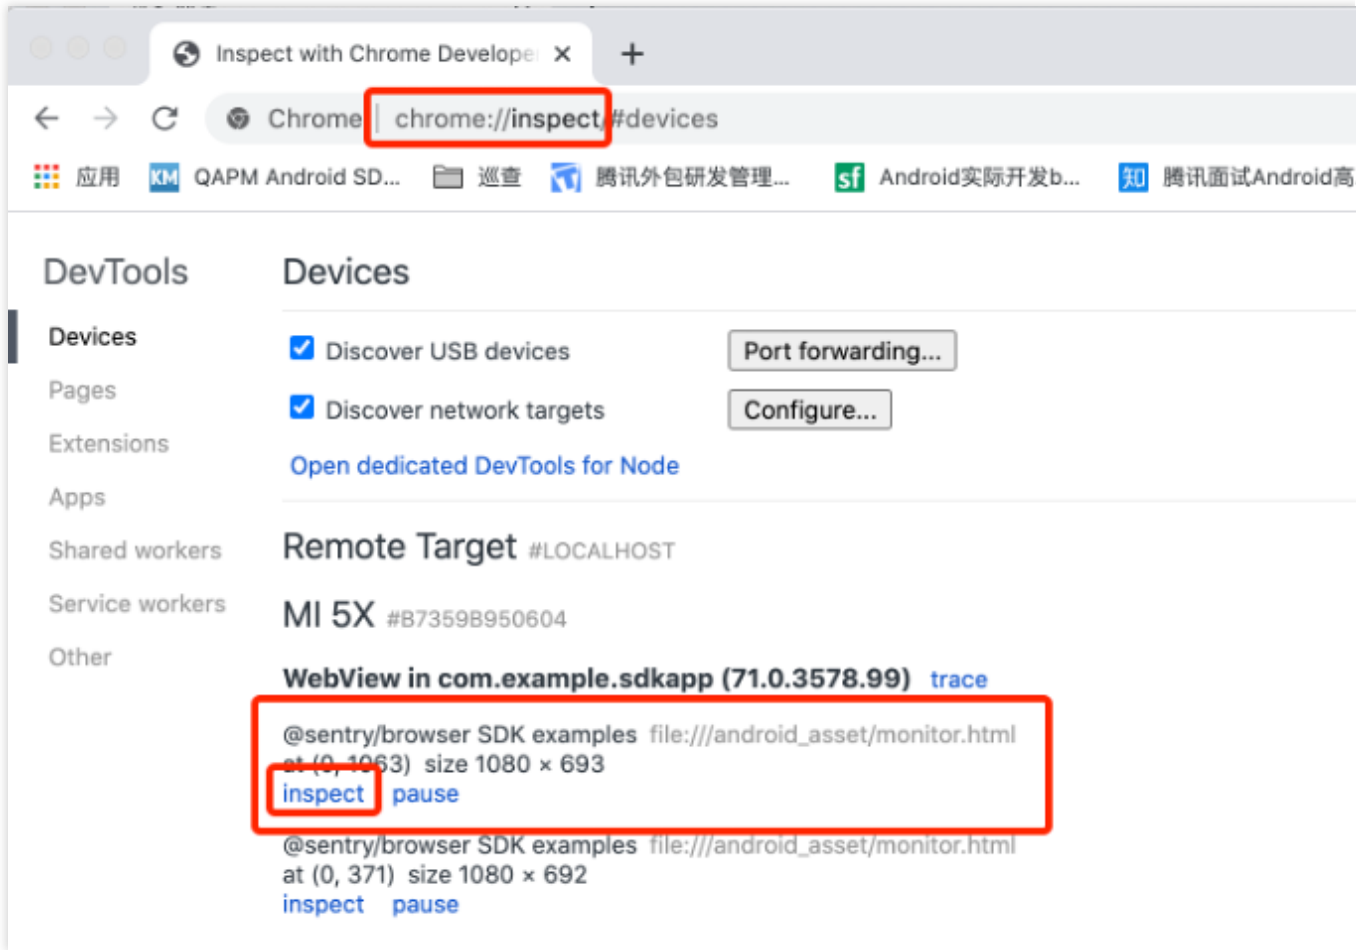 Inspect with Chrome Develope
Chrome | chrome://inspect/#devices
应用 KM QAPM Android SD... 巡查 腾讯外包研发管理... sf Android实际开发b... 知 腾讯面试Android高
DevTools
Devices
Pages
Extensions
Apps
Shared workers
Service workers
Other
Devices
Discover USB devices Port forwarding...
Discover network targets Configure...
Open dedicated DevTools for Node
Remote Target #LOCALHOST
MI 5X #B7359B950604
WebView in com.example.sdkapp (71.0.3578.99) trace
@sentry/browser SDK examples file:///android_asset/monitor.html
at (0, 1063) size 1080 × 693
inspect pause
@sentry/browser SDK examples file:///android_asset/monitor.html
at (0, 371) size 1080 × 692
inspect pause